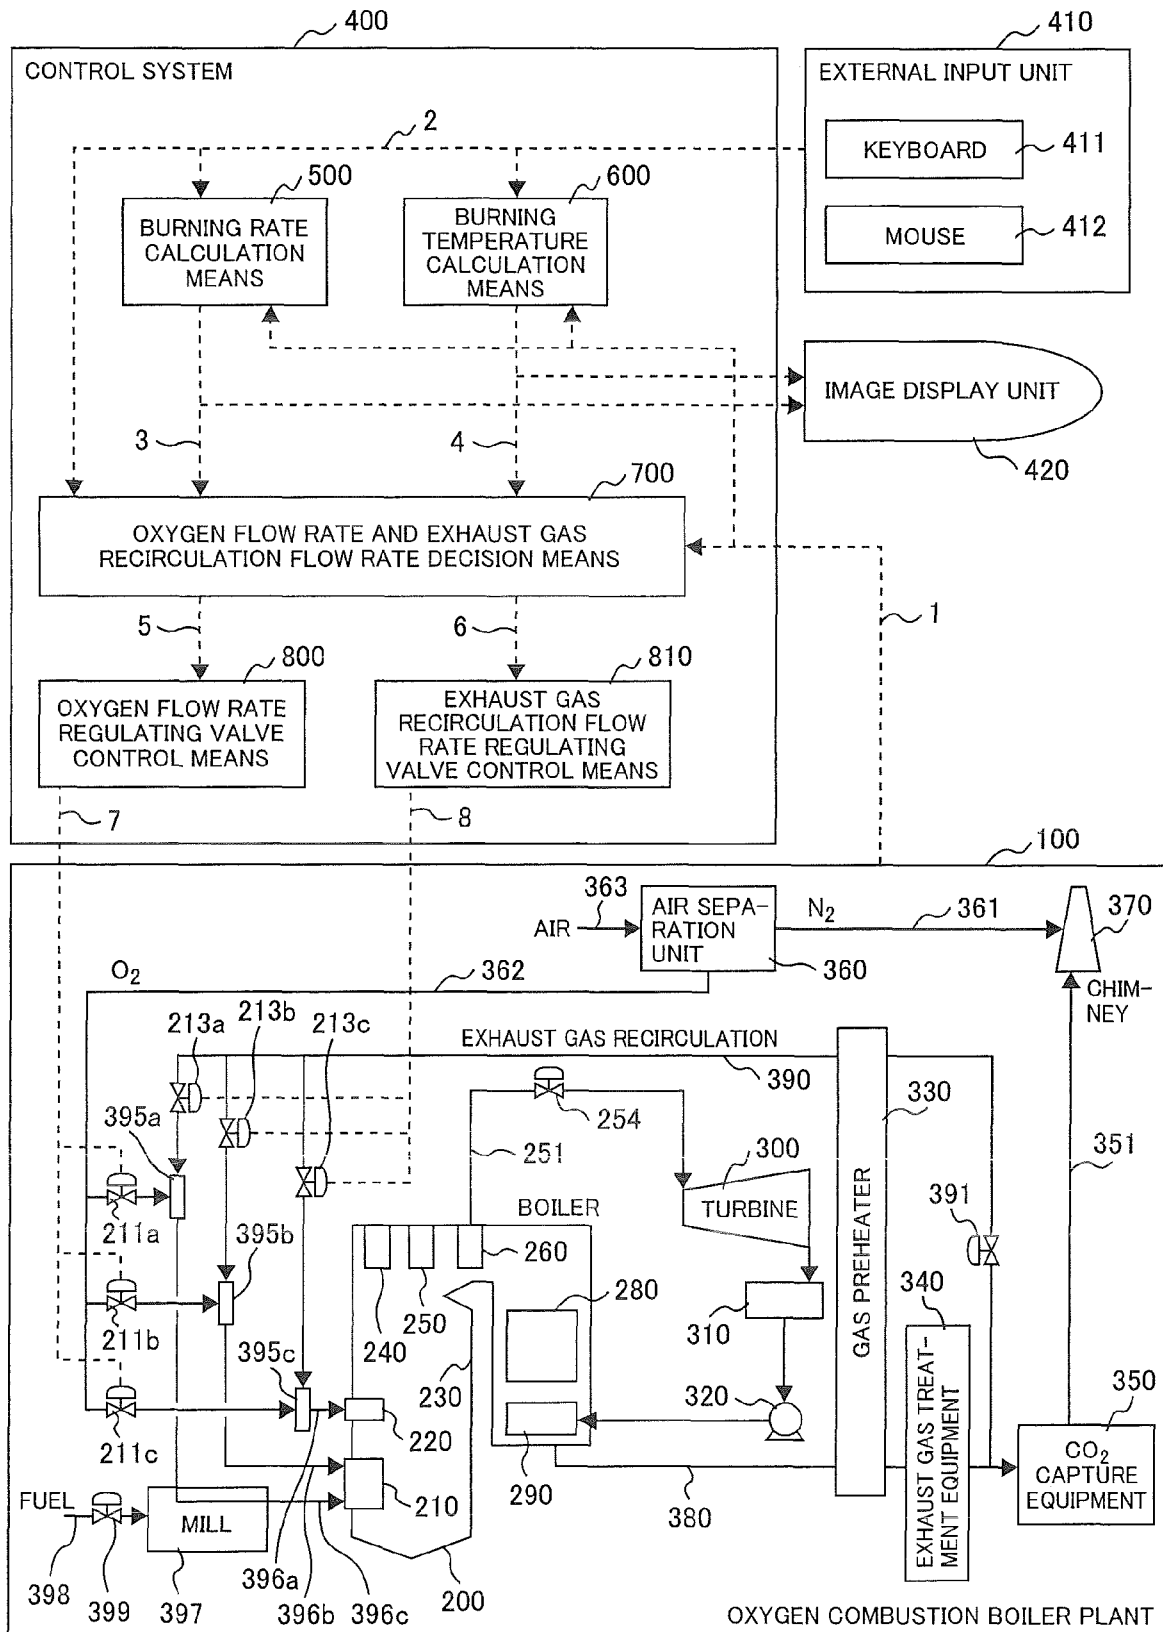 400
410
CONTROL SYSTEM
EXTERNAL INPUT UNIT
2
KEYBOARD
411
500
600
BURNING RATE
CALCULATION
MEANS
BURNING
TEMPERATURE
CALCULATION
MEANS
MOUSE
412
IMAGE DISPLAY UNIT
3
4
420
700
OXYGEN FLOW RATE AND EXHAUST GAS
RECIRCULATION FLOW RATE DECISION MEANS
5
6
1
800
810
OXYGEN FLOW RATE
REGULATING VALVE
CONTROL MEANS
EXHAUST GAS
RECIRCULATION FLOW
RATE REGULATING
VALVE CONTROL MEANS
7
8
100
363
AIR
AIR SEPA-
RATION
UNIT
N2
361
370
360
O2
362
CHIM-
NEY
213a
213b
213c
EXHAUST GAS RECIRCULATION
390
330
395a
254
251
300
351
TURBINE
391
BOILER
211a
395b
260
GAS PREHEATER
280
340
250
310
211b
240
395c
230
320
350
220
211c
EXHAUST GAS TREAT-
MENT EQUIPMENT
CO2
CAPTURE
EQUIPMENT
FUEL
210
290
380
MILL
396a
398
399
397
396b
396c
200
OXYGEN COMBUSTION BOILER PLANT